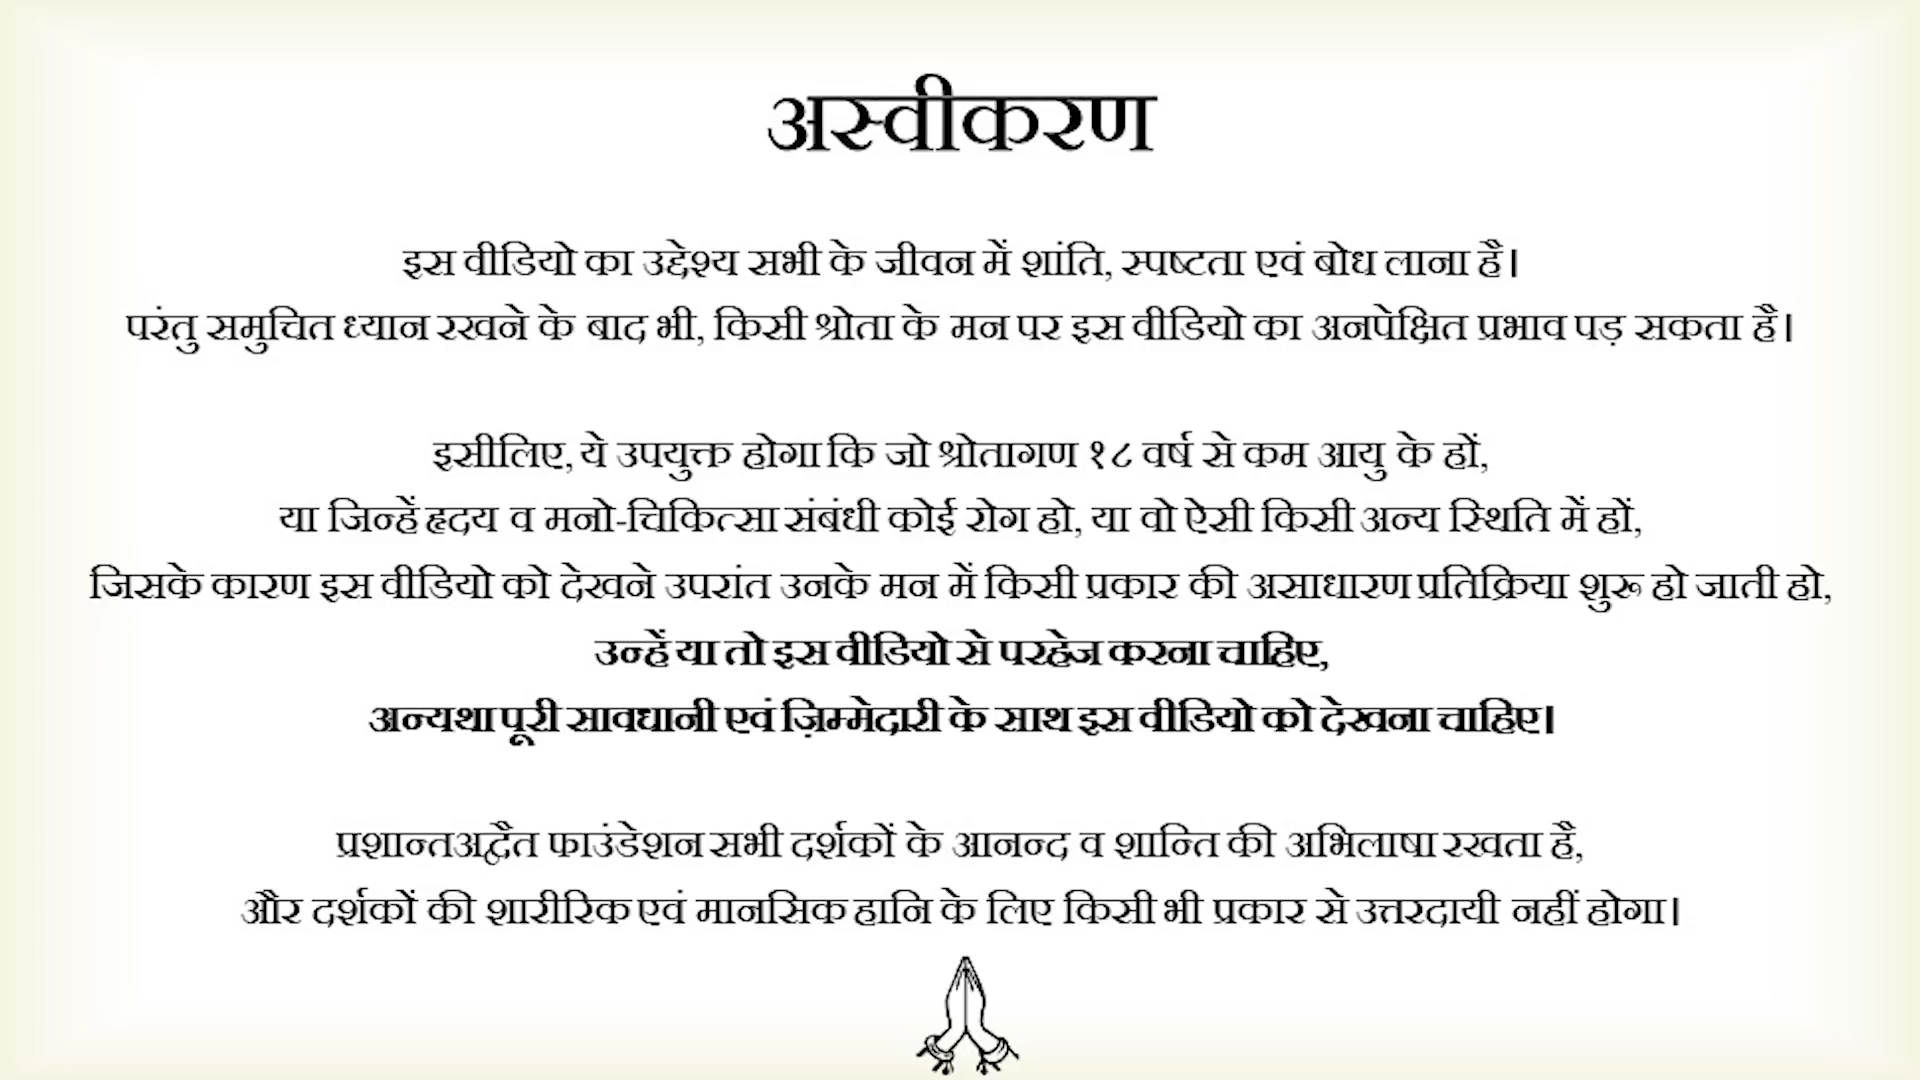 अस्वीकरण
इस वीडियो का उद्देश्य सभी के जीवन में शांति, स्पष्टता एवं बोध लाना है।
परंतु समुचित ध्यान रखने के बाद भी, किसी श्रोता के मन पर इस वीडियो का अनपेक्षित प्रभाव पड़ सकता है।
इसीलिए, ये उपयुक्त होगा कि जो श्रोतागण १८ वर्ष से कम आयु के हों,
या जिन्हें हृदय व मनो-चिकित्सा संबंधी कोई रोग हो, या वो ऐसी किसी अन्य स्थिति में हों,
जिसके कारण इस वीडियो को देखने उपरांत उनके मन में किसी प्रकार की असाधारण प्रतिक्रिया शुरू हो जाती हो,
उन्हें या तो इस वीडियो से परहेज करना चाहिए,
अन्यथा पूरी सावधानी एवं ज़िम्मेदारी के साथ इस वीडियो को देखना चाहिए।
प्रशान्तअद्वैत फाउंडेशन सभी दर्शकों के आनन्द व शान्ति की अभिलाषा रखता है,
और दर्शकों की शारीरिक एवं मानसिक हानि के लिए किसी भी प्रकार से उत्तरदायी नहीं होगा।